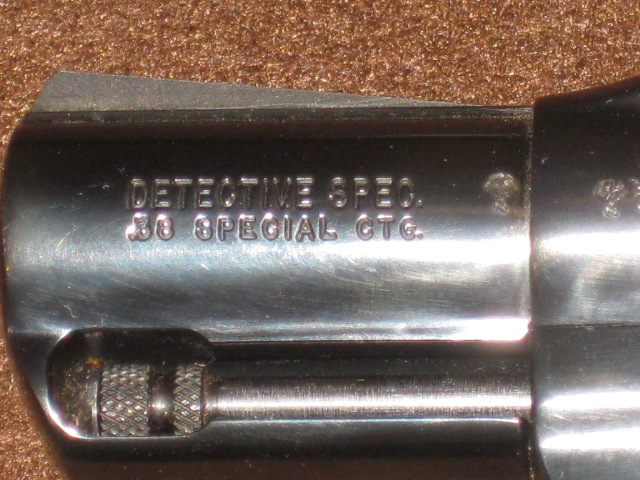 DETECTIVE SPEC.
.38 SPECIAL CTG.